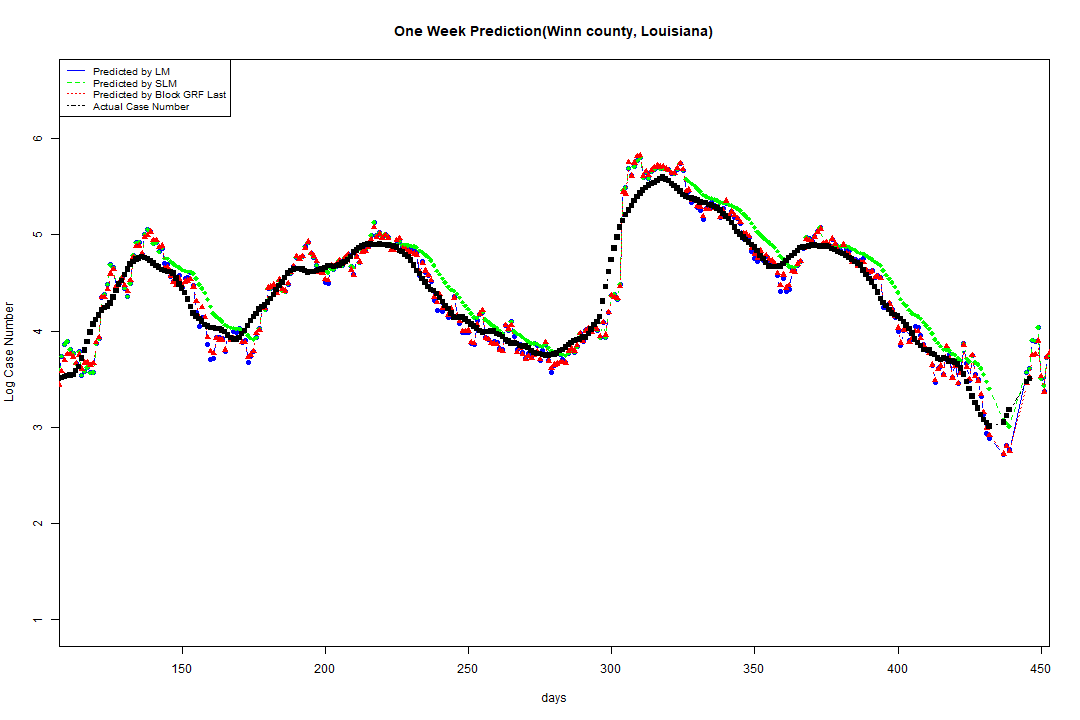 One Week Prediction(Winn county, Louisiana)
Predicted by LM
Predicted by SLM
Predicted by Block GRF Last
Actual Case Number
Log Case Number
6
5
4
3
2
1
150 200 250 300 350 400 450
days